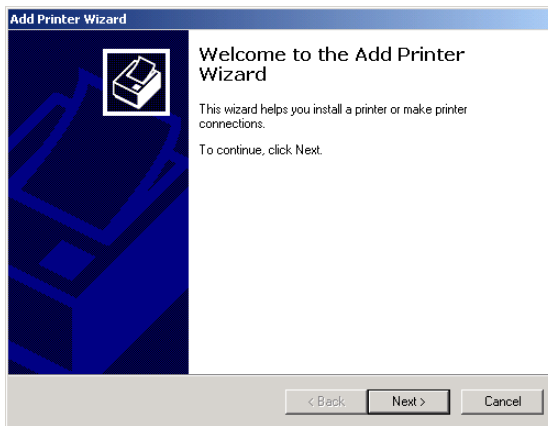 Add Printer Wizard
Welcome to the Add Printer
Wizard
This wizard helps you install a printer or make printer
connections.
To continue, click Next.
< Back
Next >
Cancel